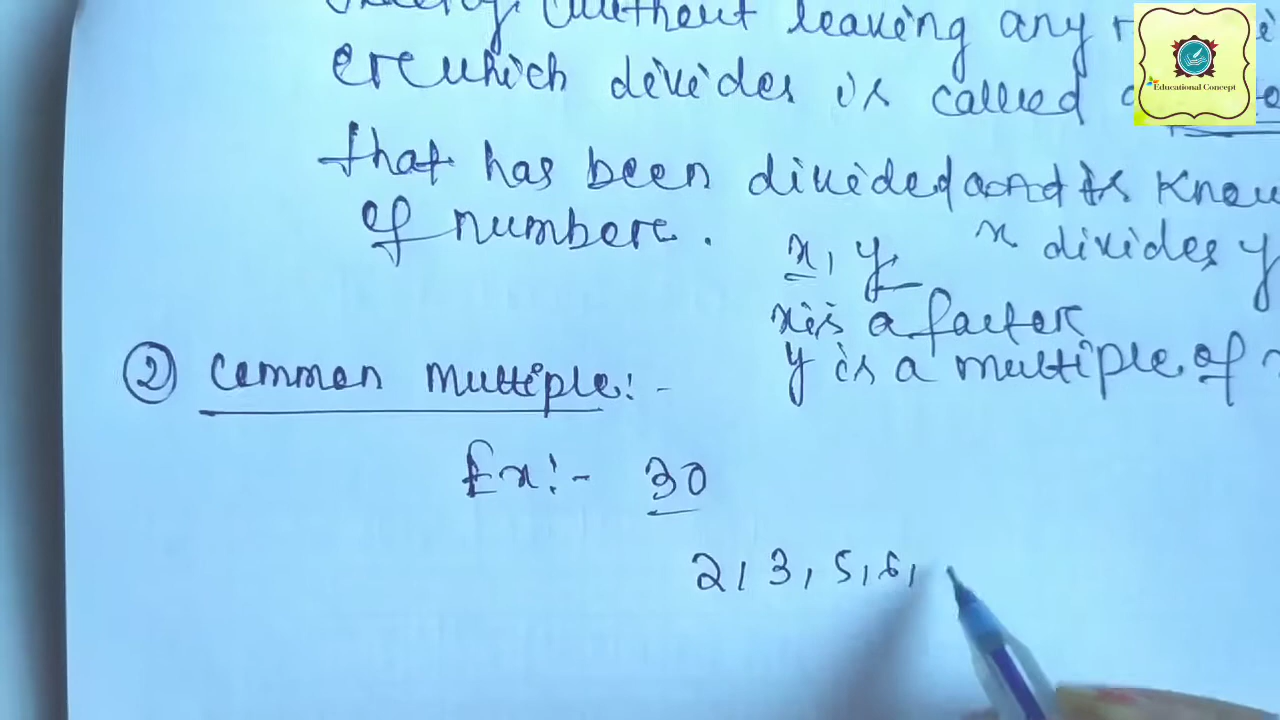 without leaving any
which divides is called a
Educational Concept
that has been divided and is Know
of number.
x, y x divides y
x is a factor
y is a multiple of
② Common Multiple:-
Ex:- 30
2, 3, 5, 6,